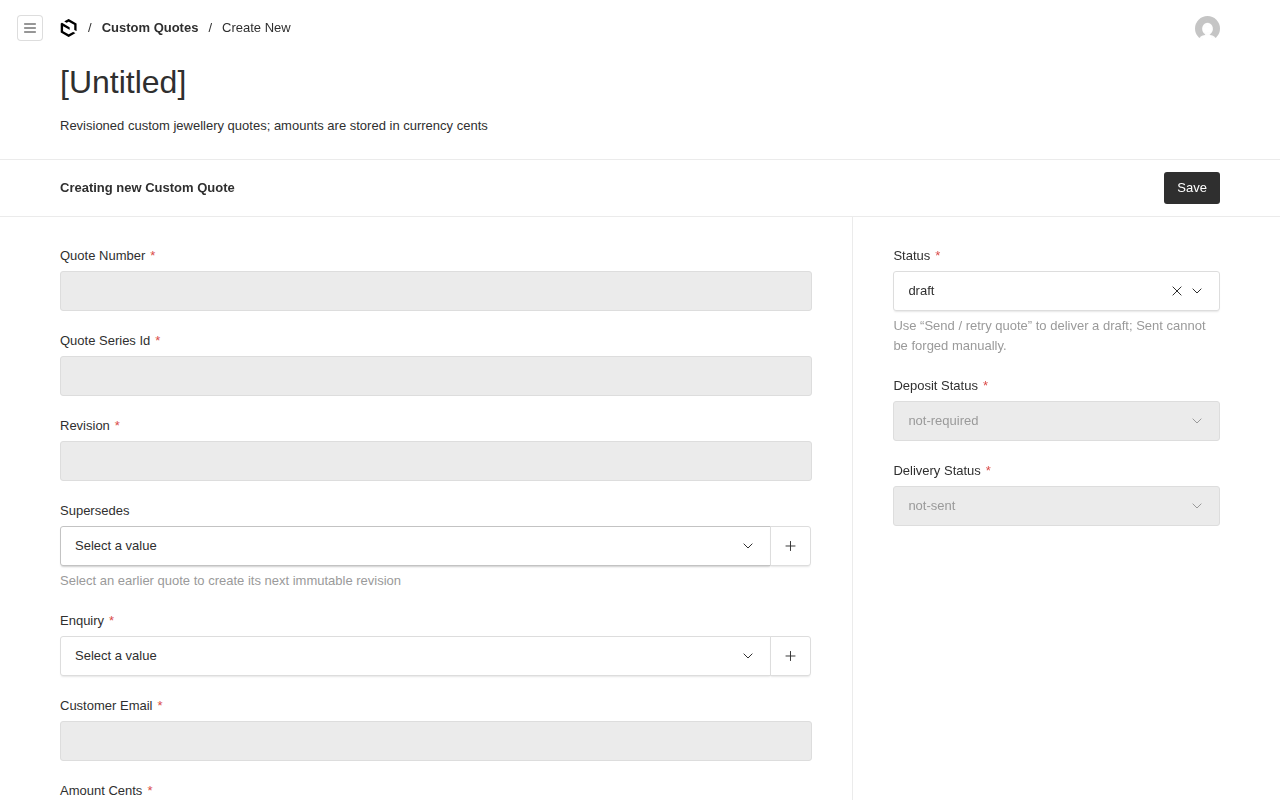 / Custom Quotes / Create New
[Untitled]
Revisioned custom jewellery quotes; amounts are stored in currency cents
Creating new Custom Quote
Save
Quote Number *
Quote Series Id *
Revision *
Supersedes
Select a value
Select an earlier quote to create its next immutable revision
Enquiry *
Select a value
Customer Email *
Amount Cents *
Status *
draft
Use “Send / retry quote” to deliver a draft; Sent cannot
be forged manually.
Deposit Status *
not-required
Delivery Status *
not-sent